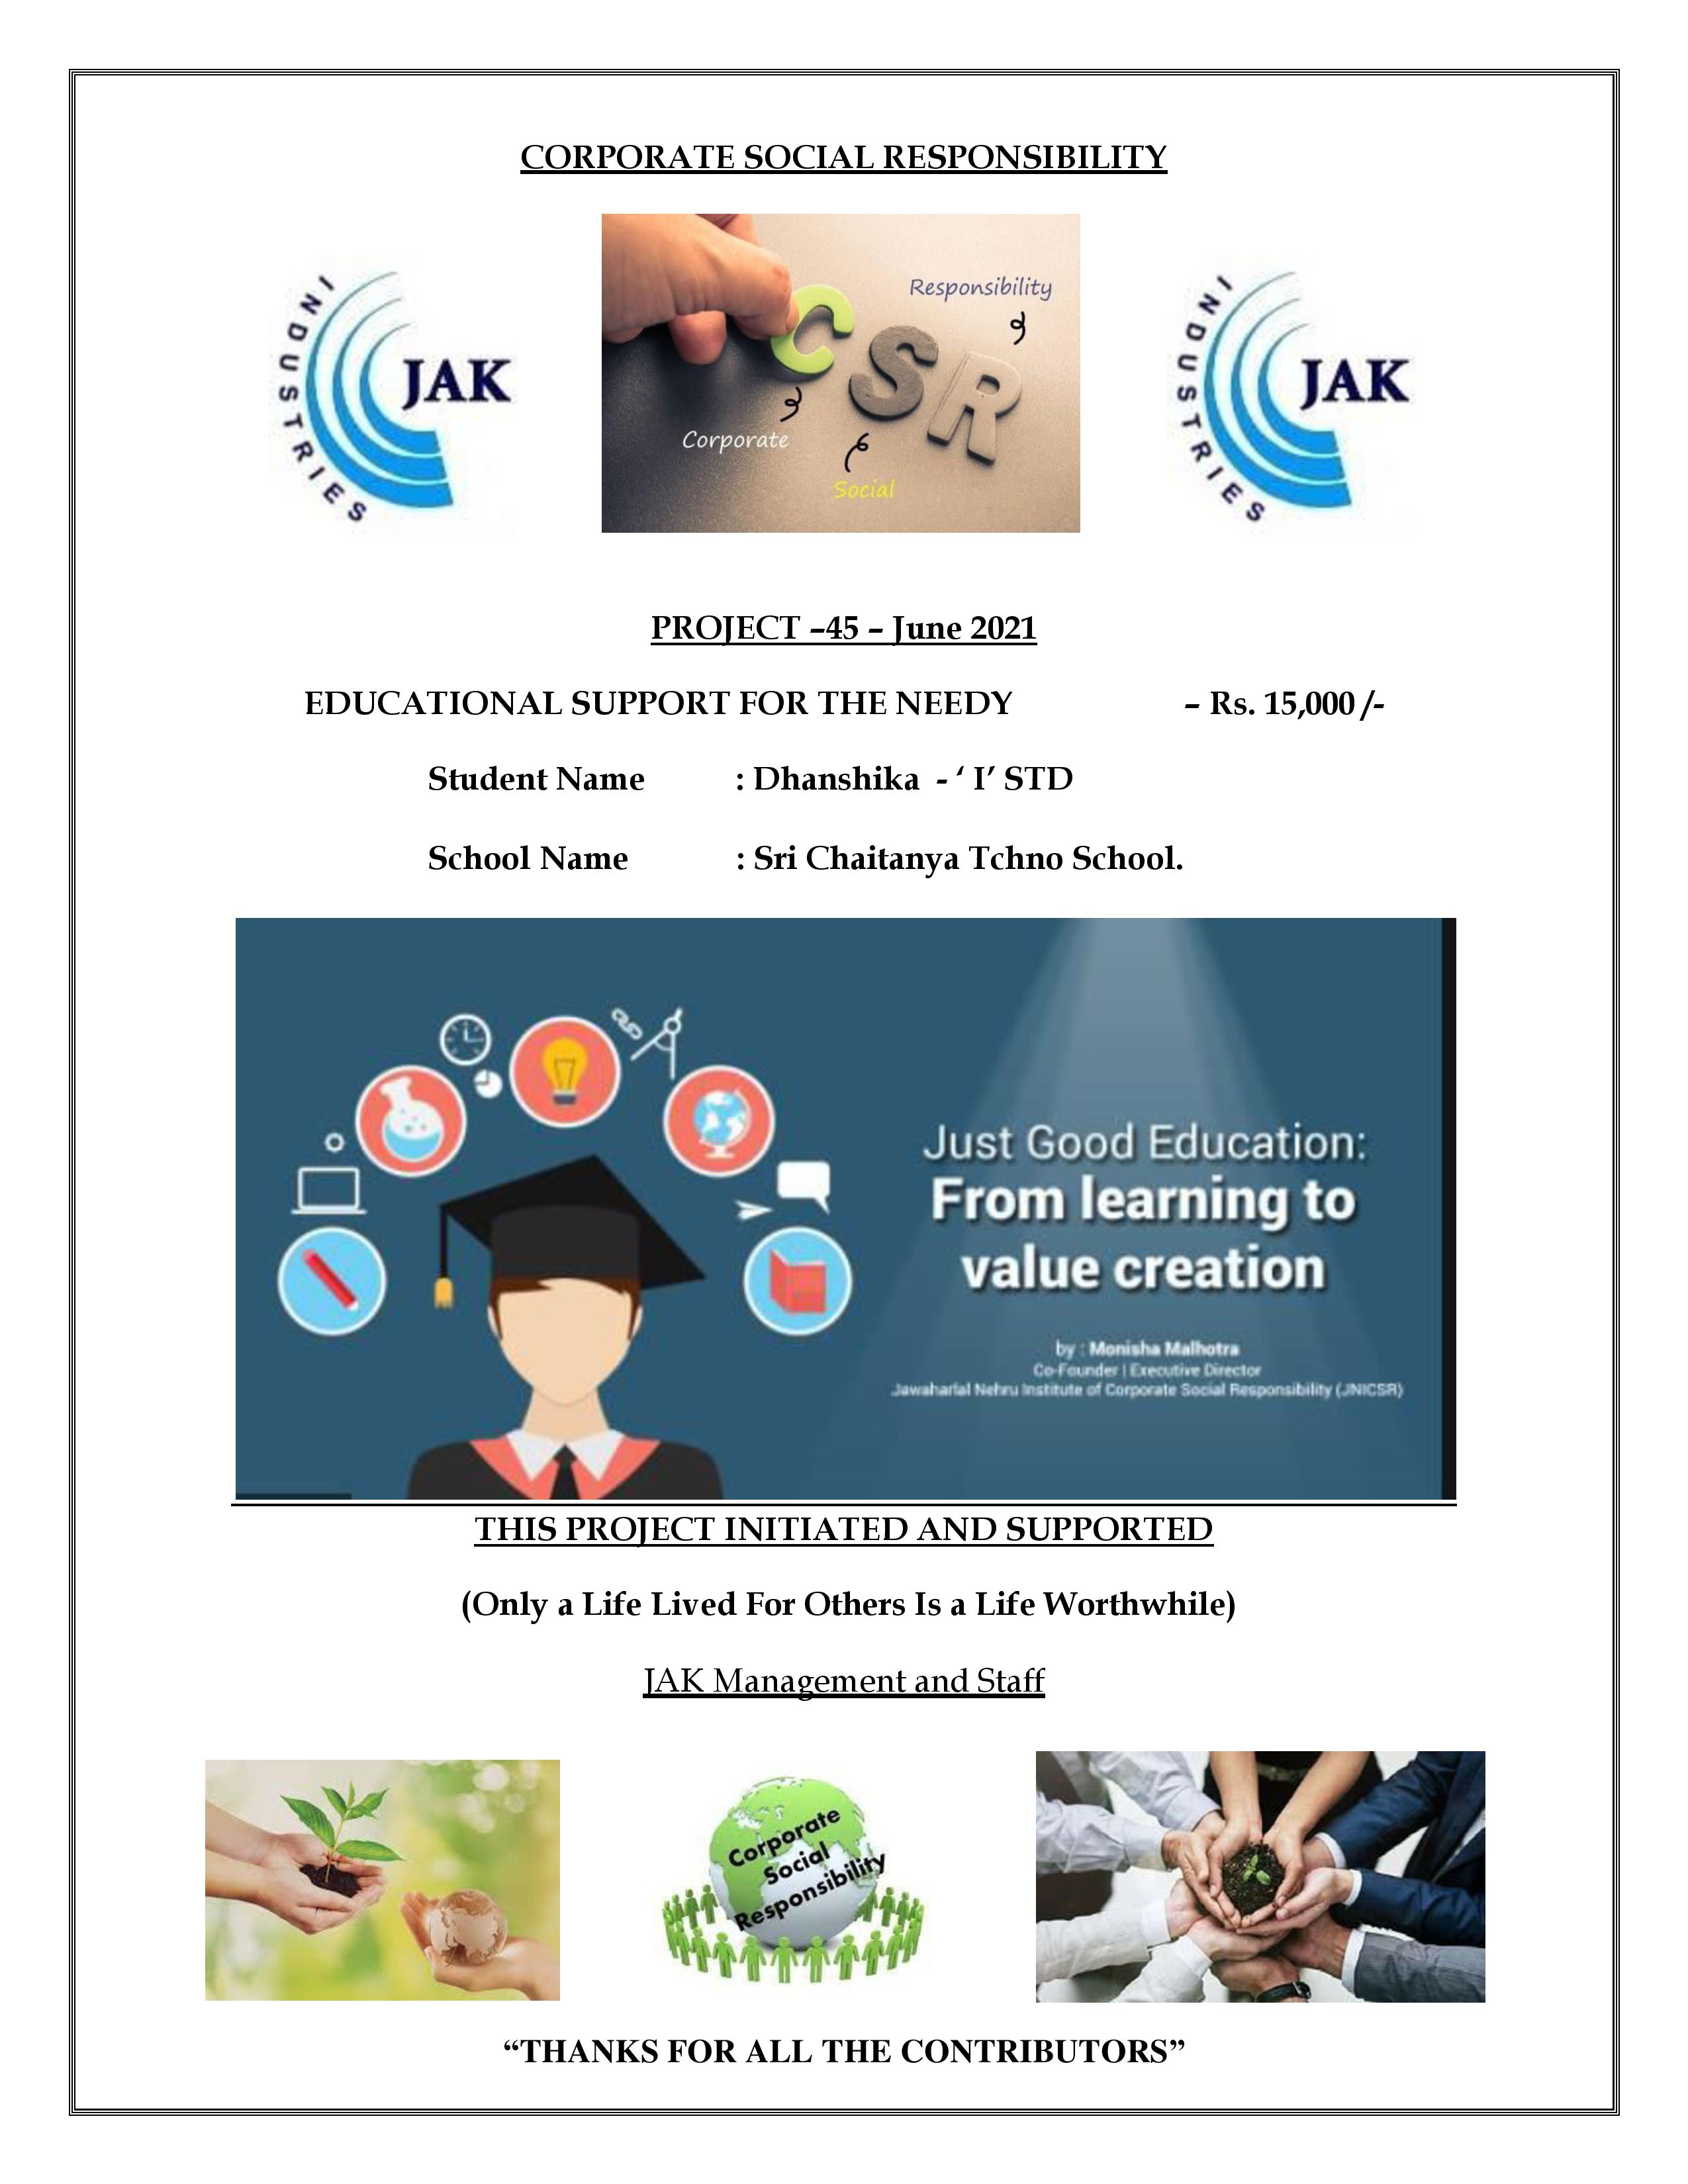 CORPORATE SOCIAL RESPONSIBILITY
INDUSTRIES
JAK
Responsibility
CSR
Corporate
Social
INDUSTRIES
JAK
PROJECT –45 – June 2021
EDUCATIONAL SUPPORT FOR THE NEEDY – Rs. 15,000 /-
Student Name : Dhanshika - ‘ I’ STD
School Name : Sri Chaitanya Tchno School.
Just Good Education:
From learning to
value creation
by : Monisha Malhotra
Co-Founder | Executive Director
Jawaharlal Nehru Institute of Corporate Social Responsibility (JNICSR)
THIS PROJECT INITIATED AND SUPPORTED
(Only a Life Lived For Others Is a Life Worthwhile)
JAK Management and Staff
Corporate
Social
Responsibility
“THANKS FOR ALL THE CONTRIBUTORS”